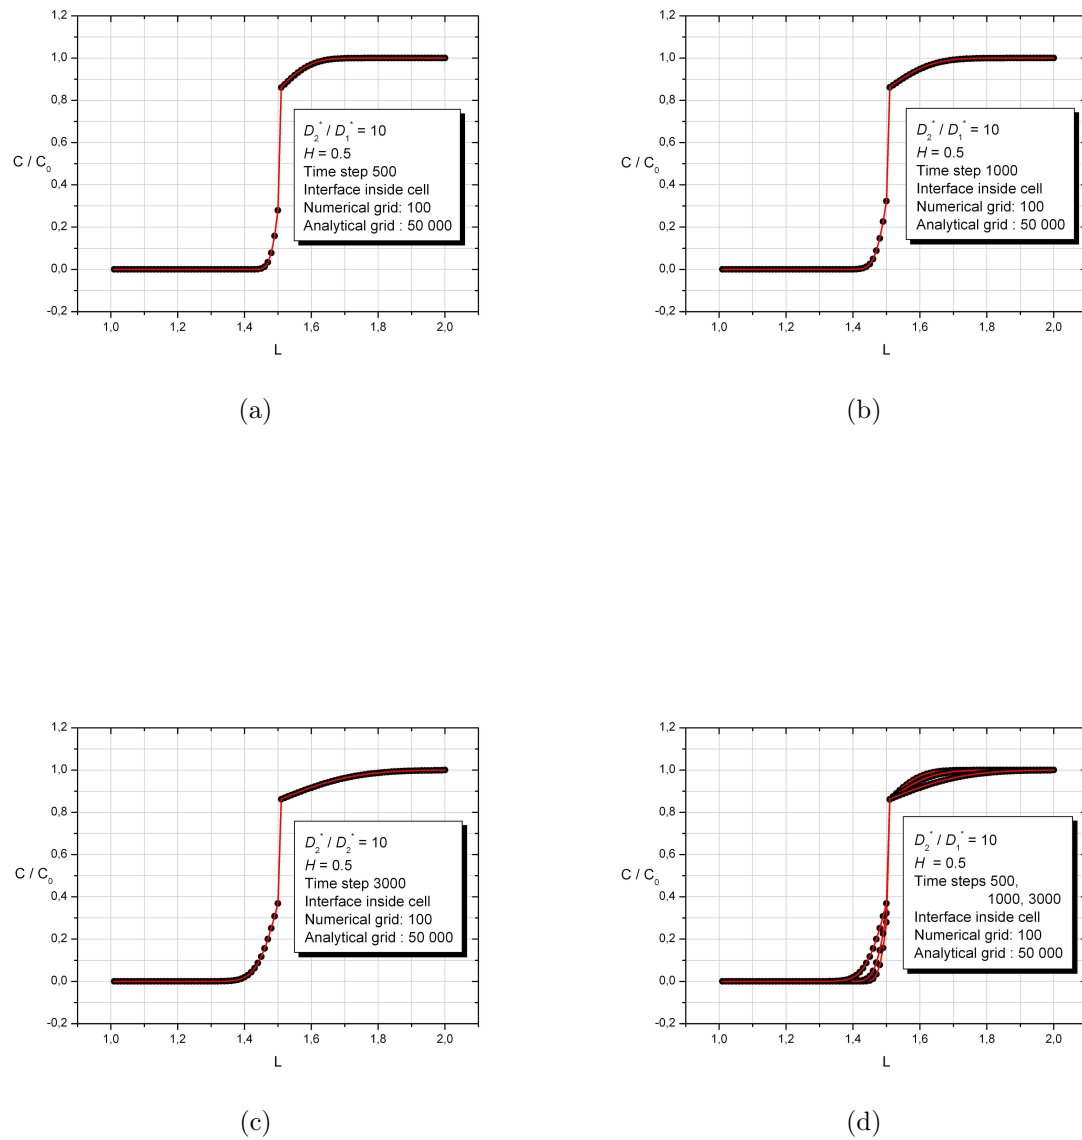 1,2
1,0
0,8
0,6
0,4
0,2
0,0
-0,2
C / C0
1,0 1,2 1,4 1,6 1,8 2,0
L
D2* / D1* = 10
H = 0.5
Time step 500
Interface inside cell
Numerical grid: 100
Analytical grid : 50 000
(a)
1,2
1,0
0,8
0,6
0,4
0,2
0,0
-0,2
C / C0
1,0 1,2 1,4 1,6 1,8 2,0
L
D2* / D1* = 10
H = 0.5
Time step 1000
Interface inside cell
Numerical grid: 100
Analytical grid : 50 000
(b)
1,2
1,0
0,8
0,6
0,4
0,2
0,0
-0,2
C / C0
1,0 1,2 1,4 1,6 1,8 2,0
L
D2* / D2* = 10
H = 0.5
Time step 3000
Interface inside cell
Numerical grid: 100
Analytical grid : 50 000
(c)
1,2
1,0
0,8
0,6
0,4
0,2
0,0
-0,2
C / C0
1,0 1,2 1,4 1,6 1,8 2,0
L
D2* / D1* = 10
H = 0.5
Time steps 500,
1000, 3000
Interface inside cell
Numerical grid: 100
Analytical grid : 50 000
(d)